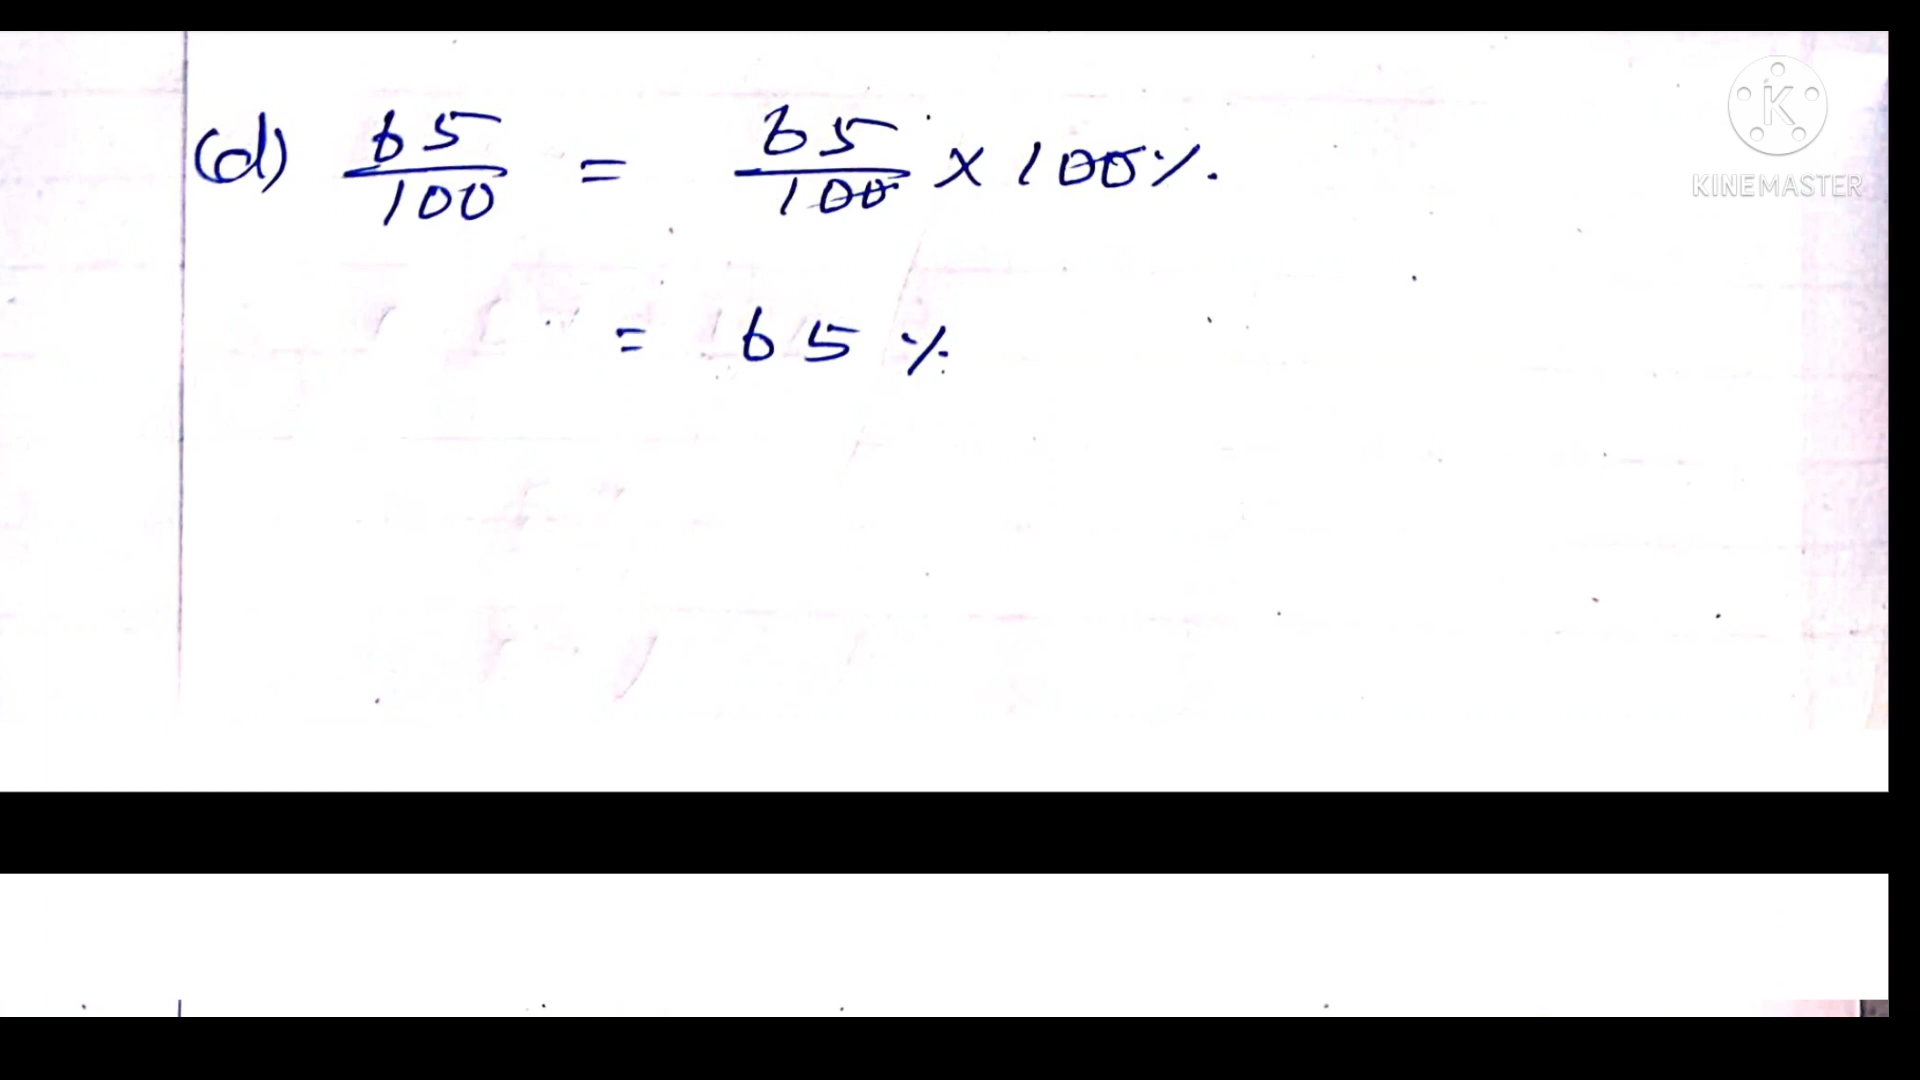 (d) 65/100 = 65/100 × 100%.
= 65 %
KINEMASTER